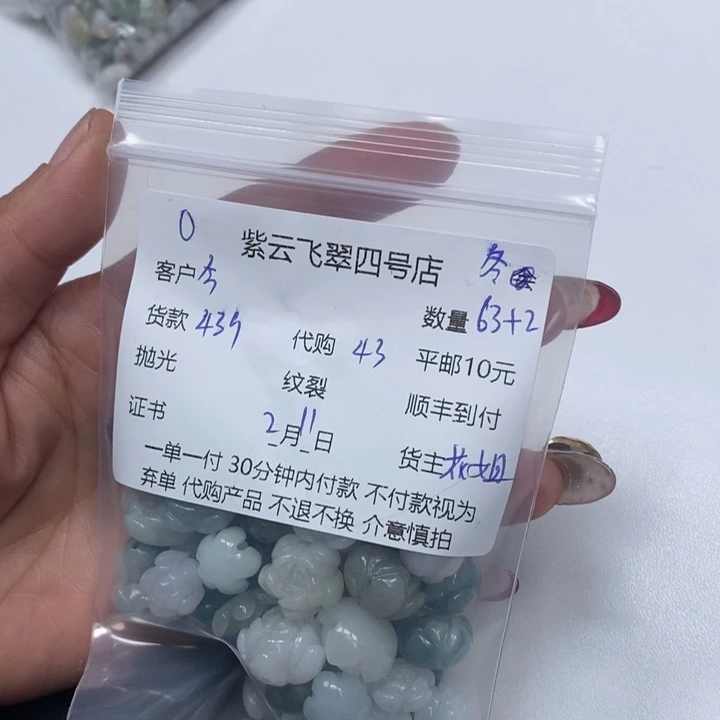 0 紫云飞翠四号店 冬
客户 数量 63+2
货款 439 代购 43 平邮10元
抛光 纹裂 顺丰到付
证书 2月11日 货主 花姐
一单一付 30分钟内付款 不付款视为
弃单 代购产品 不退不换 介意慎拍